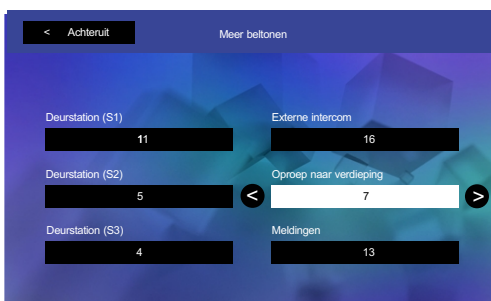 < Achteruit
Meer beltonen
Deurstation (S1)
11
Externe intercom
16
Deurstation (S2)
5
<
Oproep naar verdieping
7
>
Deurstation (S3)
4
Meldingen
13